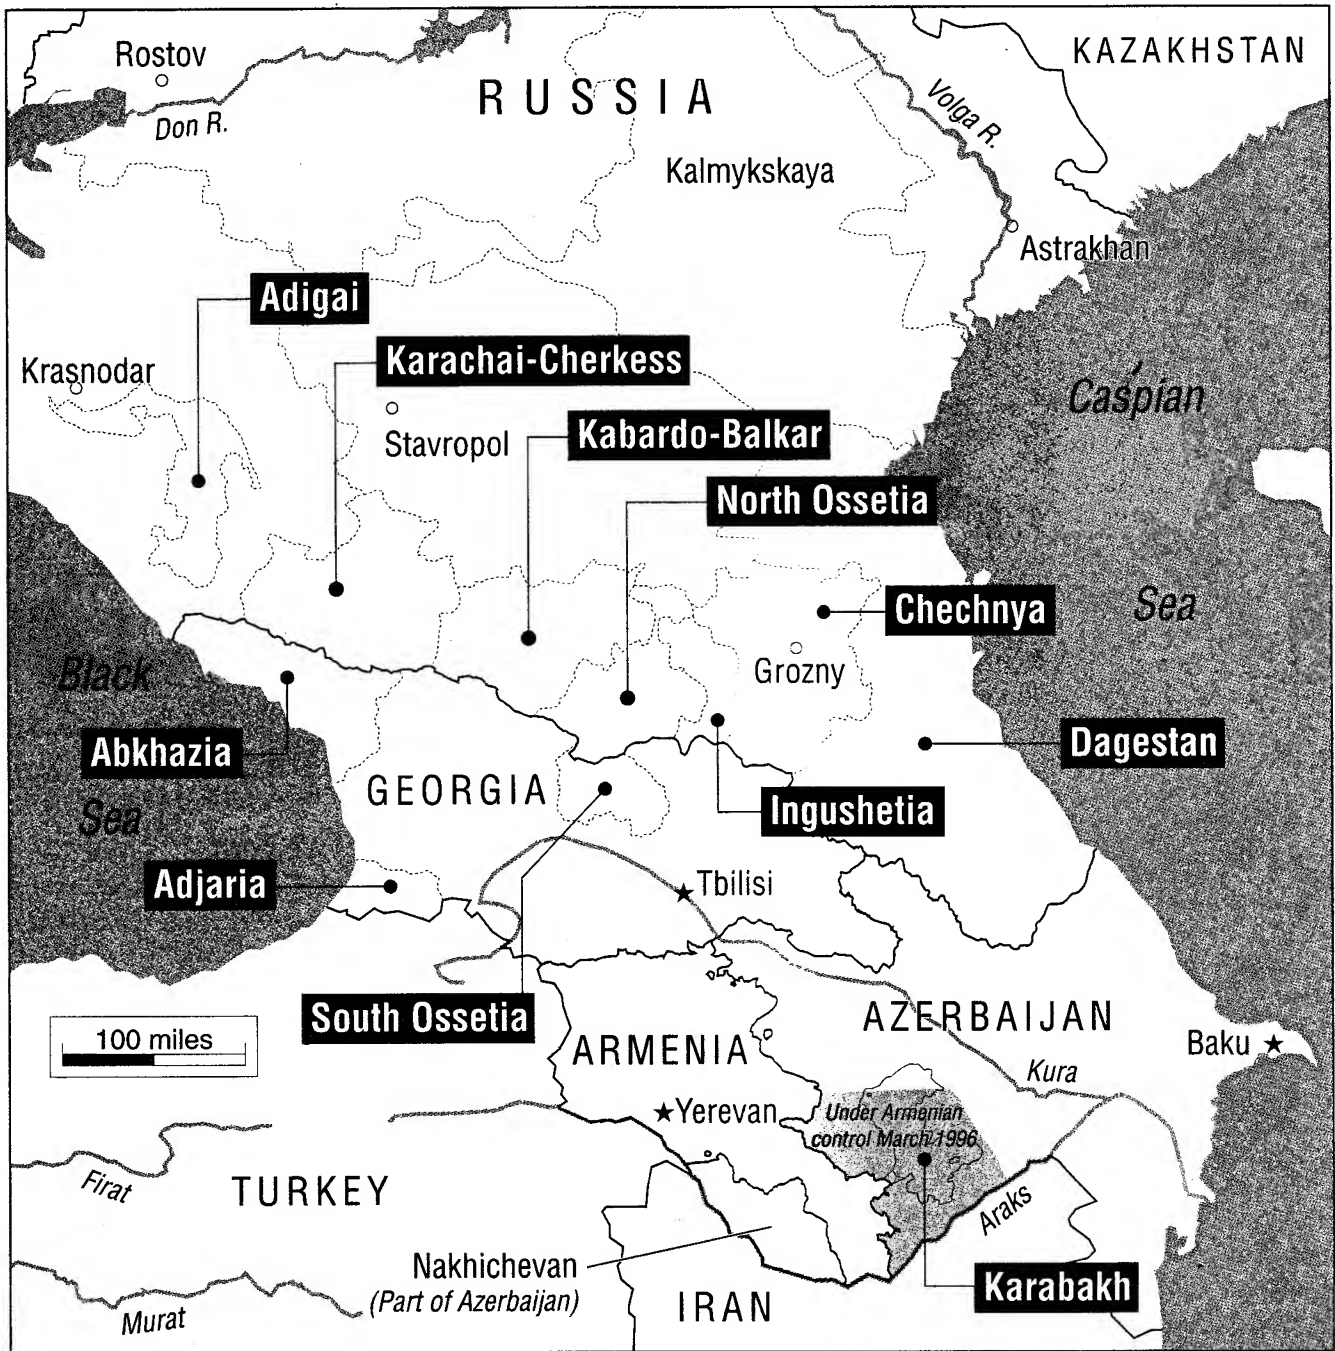 Rostov
RUSSIA
KAZAKHSTAN
Don R.
Volga R.
Kalmykskaya
Astrakhan
Adigai
Karachai-Cherkess
Krasnodar
Caspian
Stavropol
Kabardo-Balkar
North Ossetia
Chechnya
Sea
Black
Grozny
Abkhazia
Dagestan
GEORGIA
Ingushetia
Sea
Adjaria
Tbilisi
South Ossetia
AZERBAIJAN
100 miles
ARMENIA
Baku
Kura
Yerevan
Under Armenian
control March 1996
Firat
TURKEY
Araks
Nakhichevan
(Part of Azerbaijan)
Karabakh
IRAN
Murat